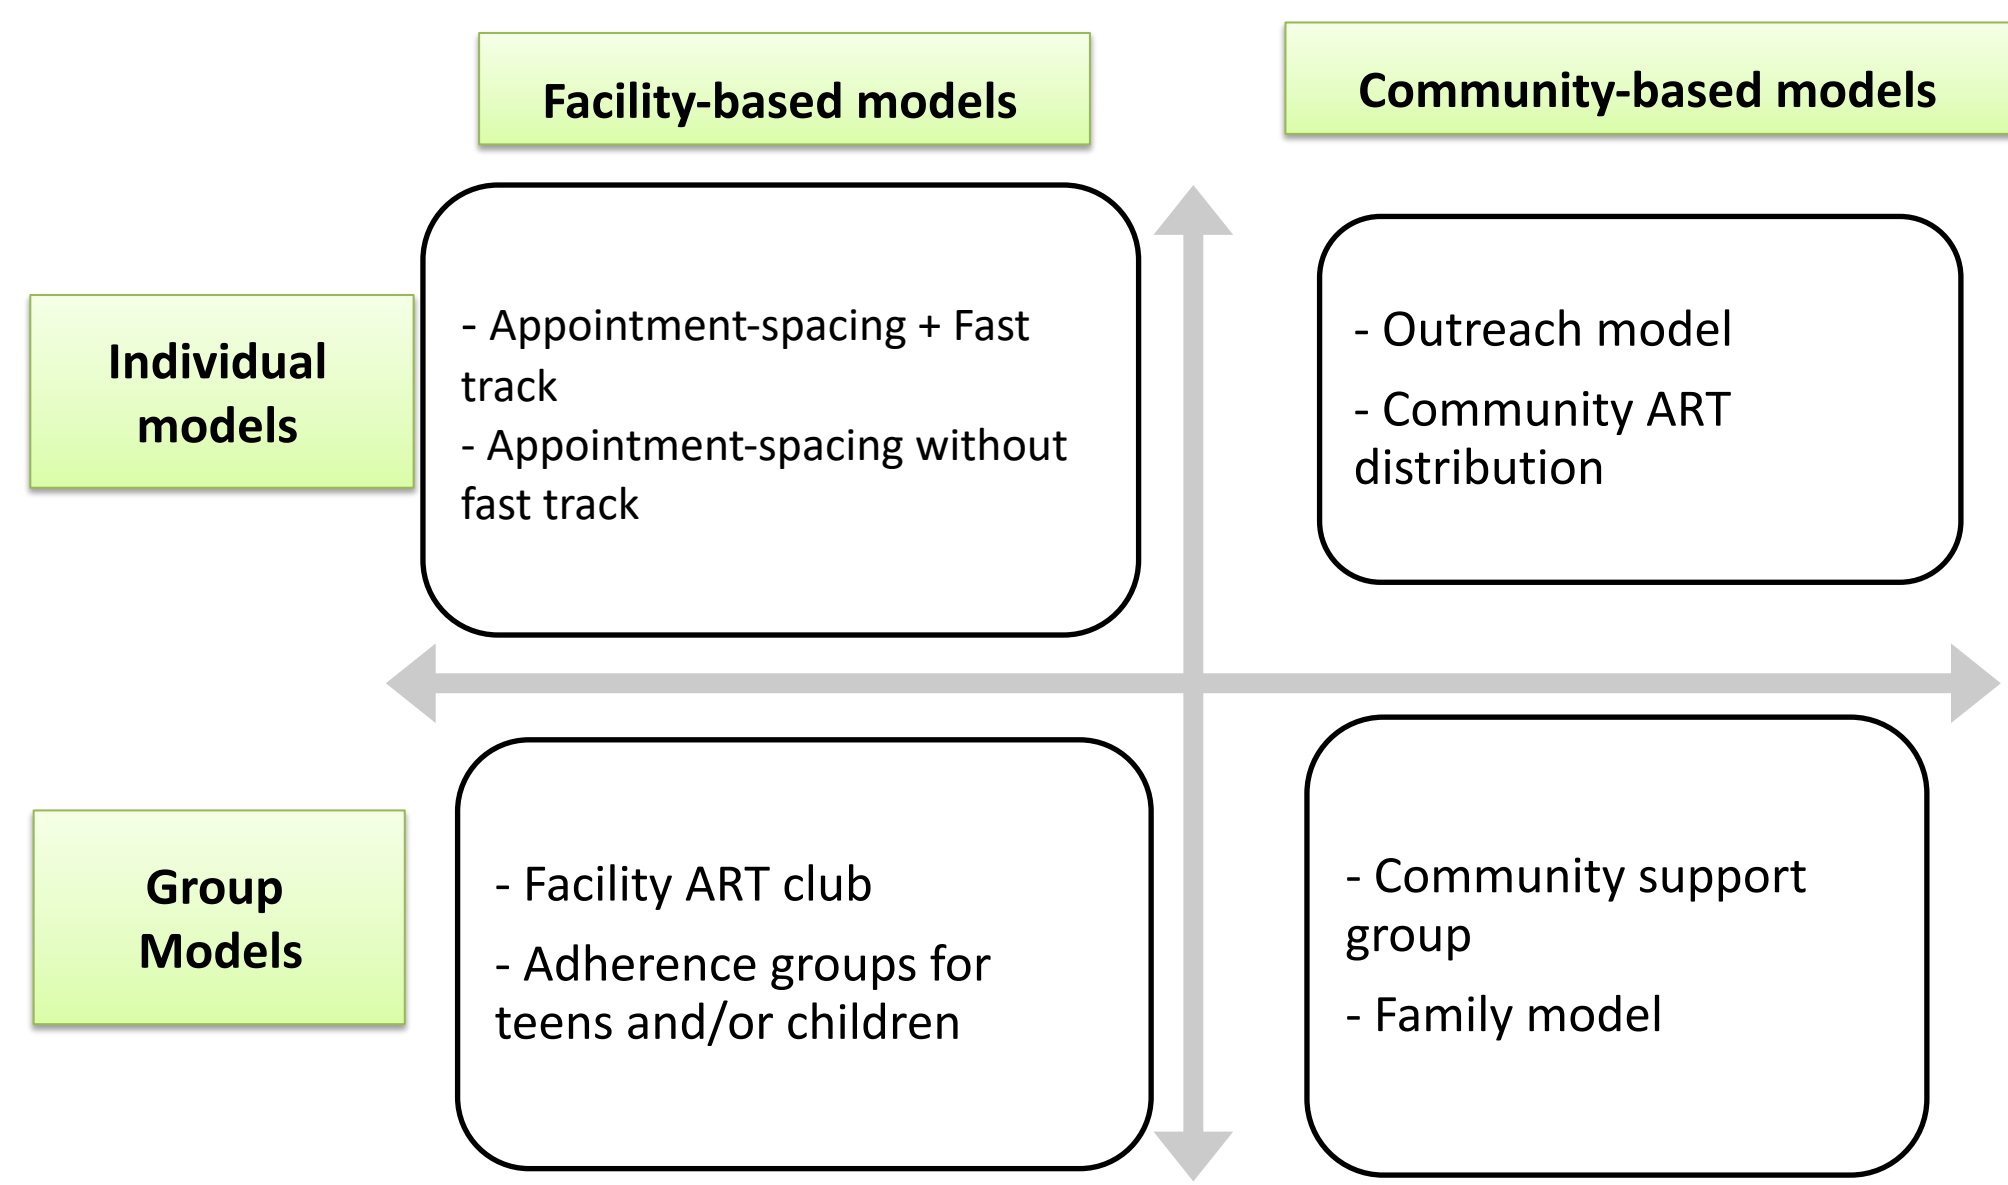 Facility-based models
Community-based models
Individual
models
- Appointment-spacing + Fast
track
- Appointment-spacing without
fast track
- Outreach model
- Community ART
distribution
Group
Models
- Facility ART club
- Adherence groups for
teens and/or children
- Community support
group
- Family model